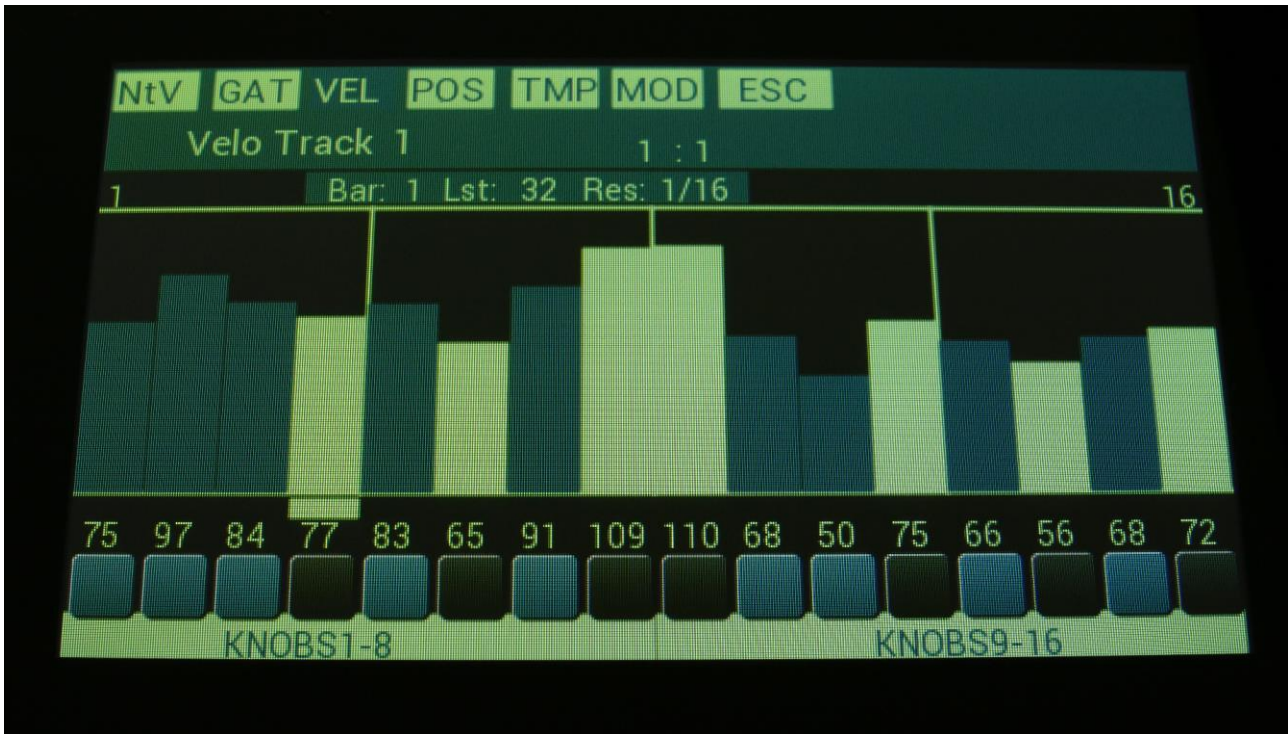 NtV GAT VEL POS TMP MOD ESC
Velo Track 1 1 : 1
1 Bar: 1 Lst: 32 Res: 1/16 16
75 97 84 77 83 65 91 109 110 68 50 75 66 56 68 72
KNOBS1-8 KNOBS9-16